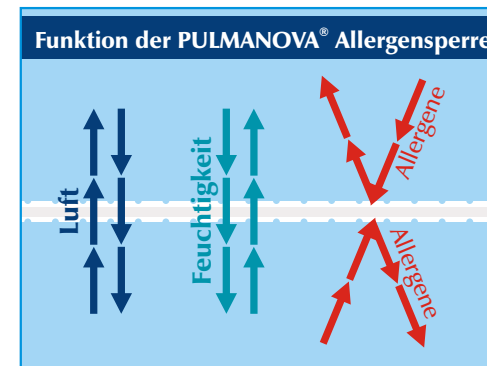 Funktion der PULMANOVA® Allergensperre
Luft
Feuchtigkeit
Allergene
Allergene